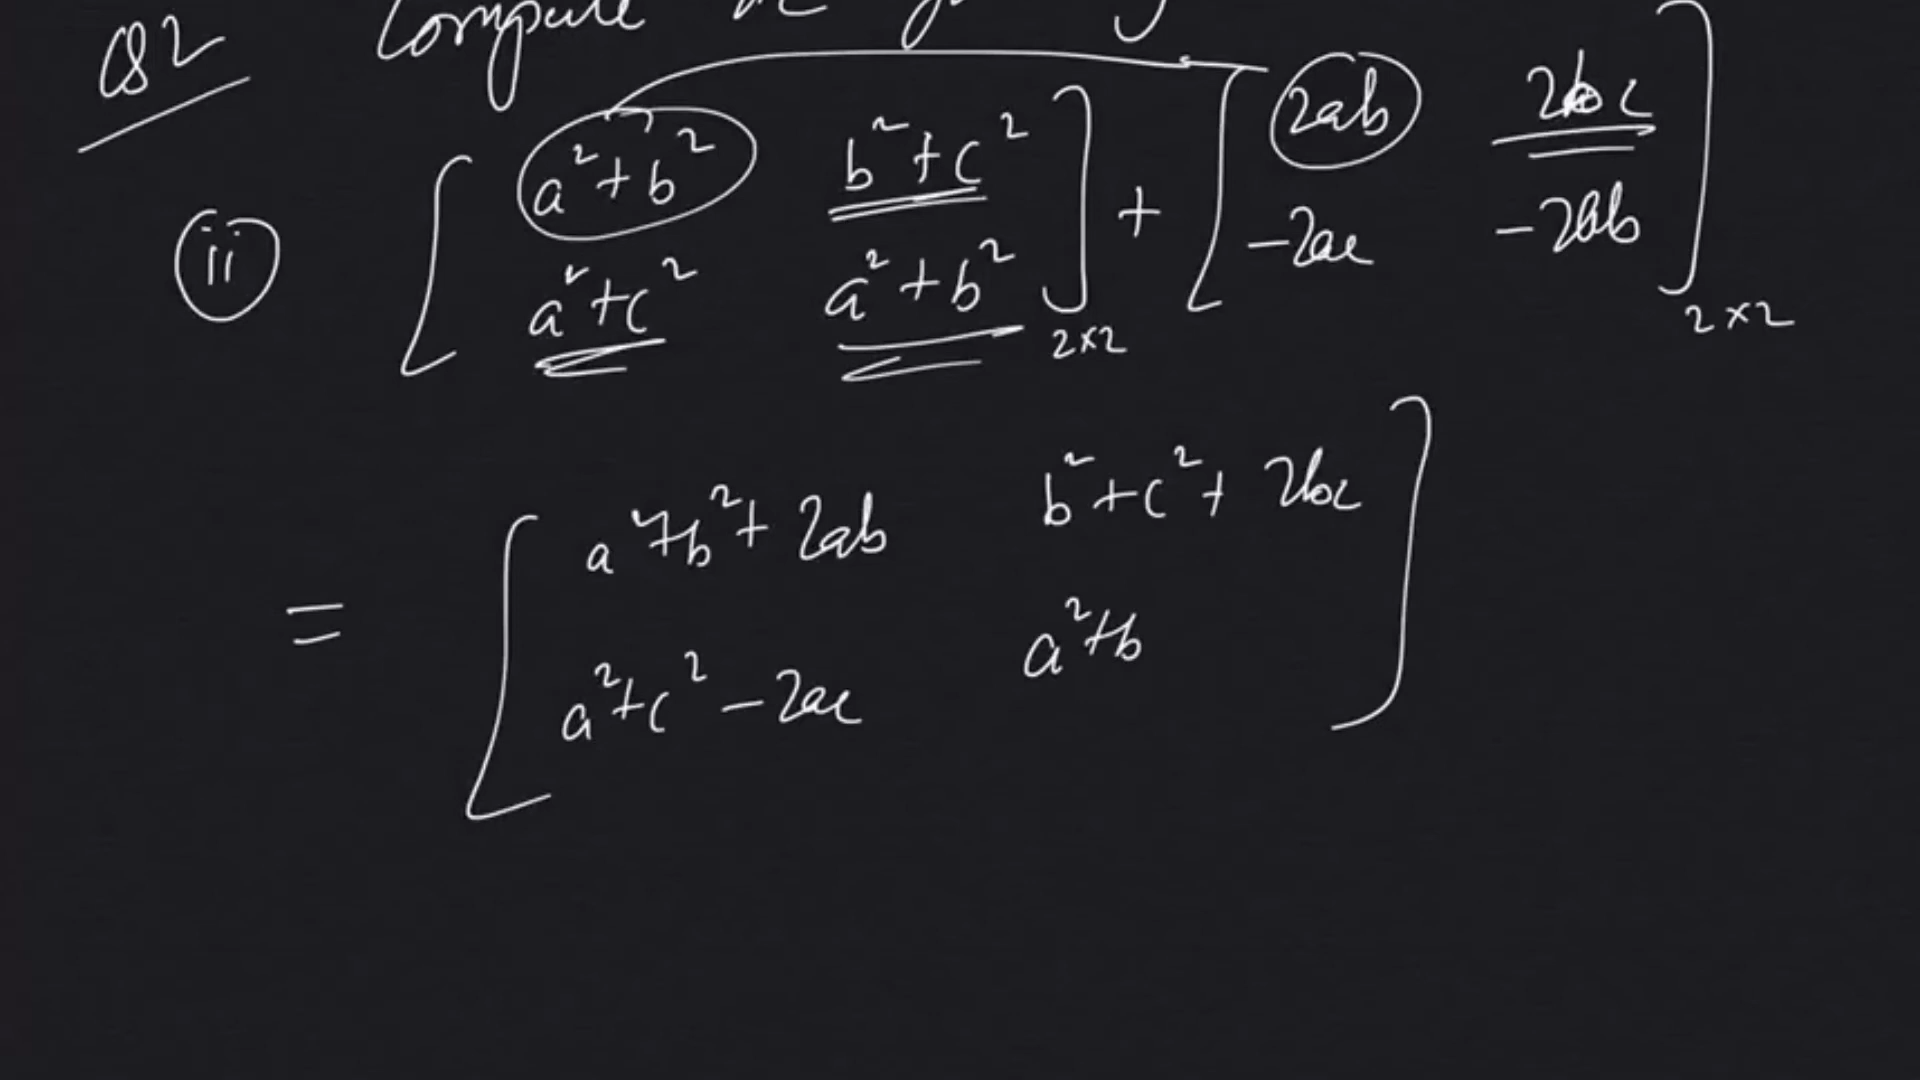 Q2 Compute
(ii) [ a²+b² b²+c² ; a²+c² a²+b² ]2×2 + [ 2ab 2bc ; -2ac -2ab ]2×2
= [ a²+b²+2ab b²+c²+2bc ; a²+c²-2ac a²+b ]